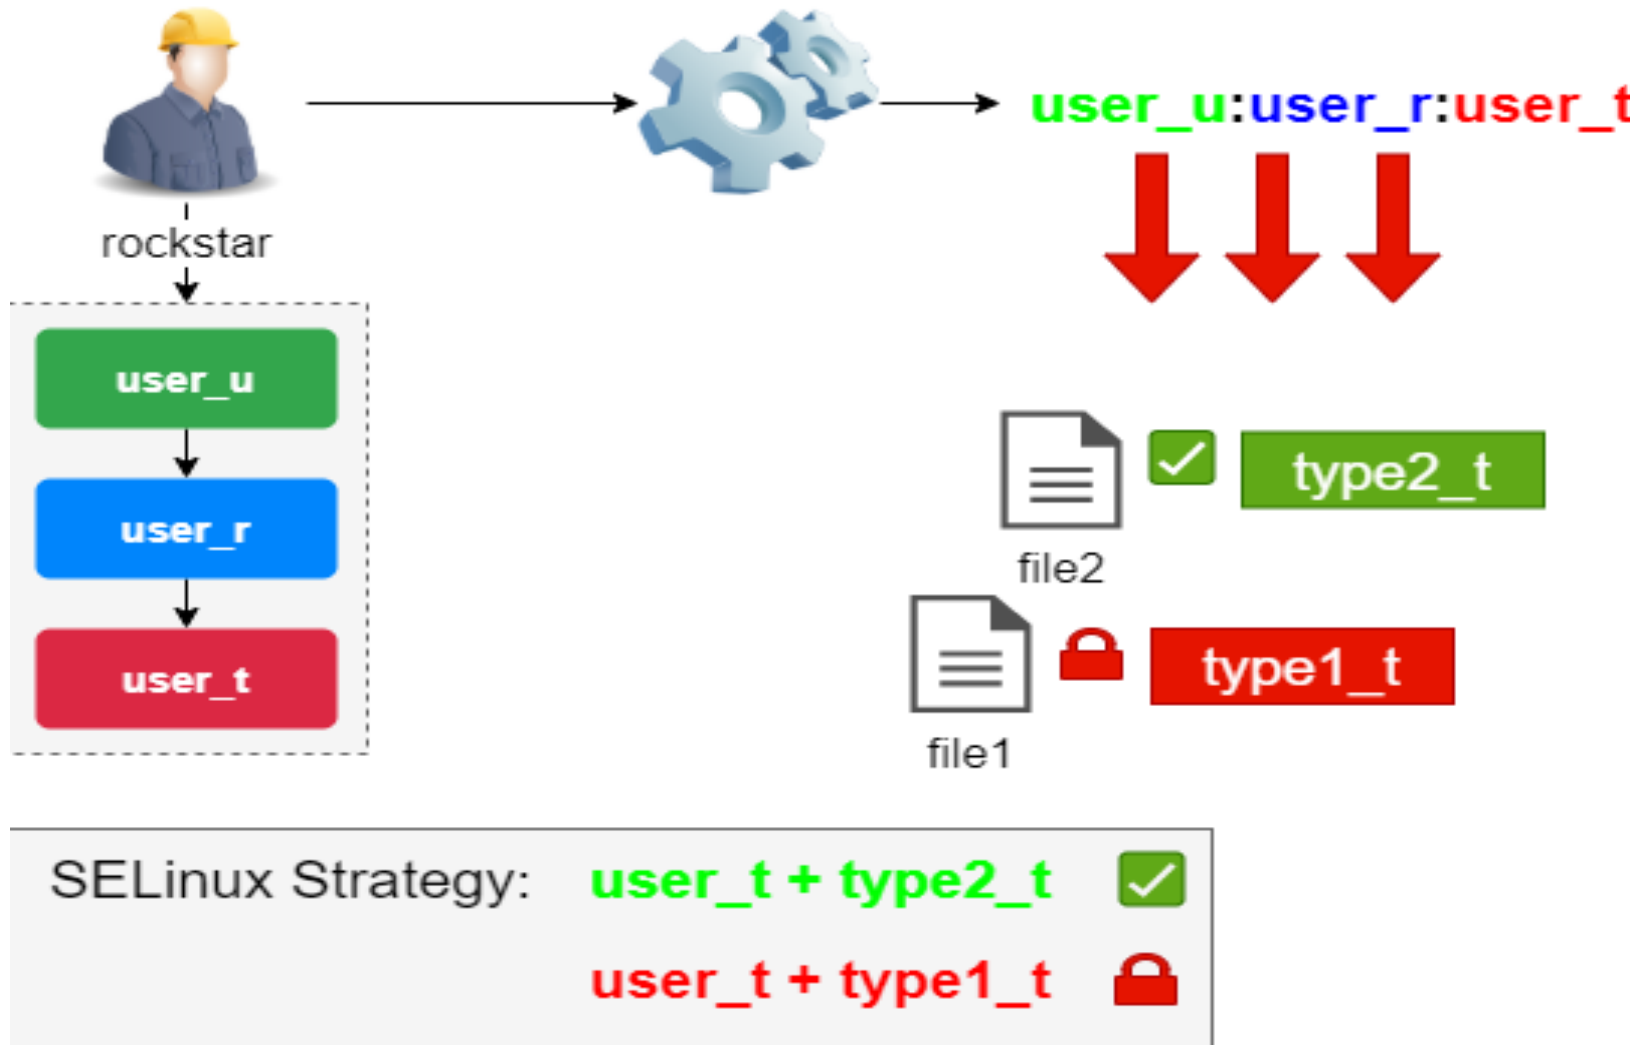 user_u:user_r:user_t
rockstar
user_u
user_r
user_t
type2_t
file2
type1_t
file1
SELinux Strategy: user_t + type2_t
user_t + type1_t